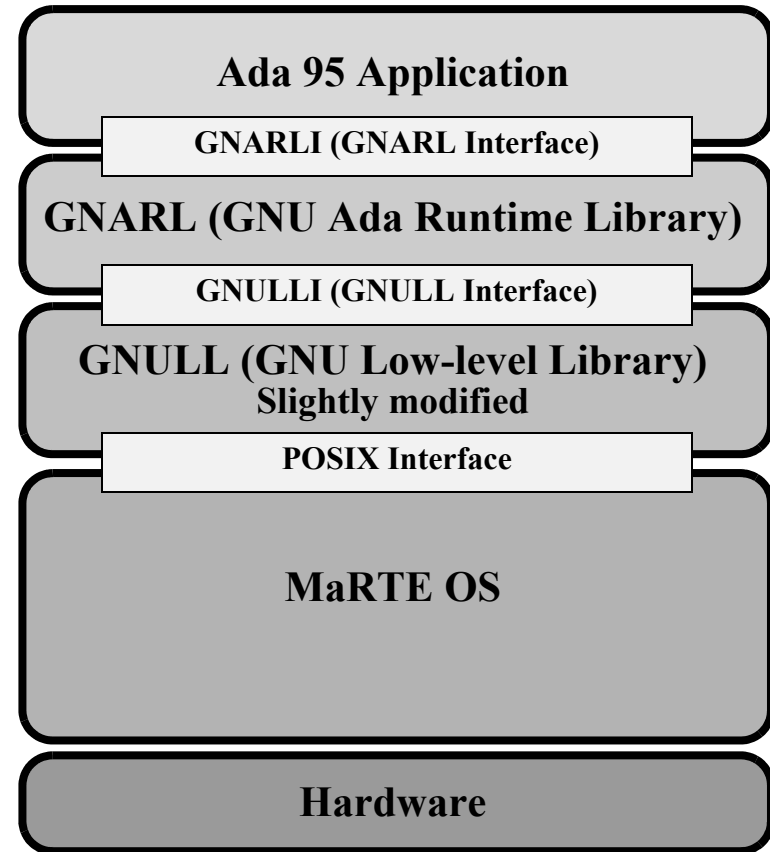 Ada 95 Application
GNARLI (GNARL Interface)
GNARL (GNU Ada Runtime Library)
GNULLI (GNULL Interface)
GNULL (GNU Low-level Library)
Slightly modified
POSIX Interface
MaRTE OS
Hardware